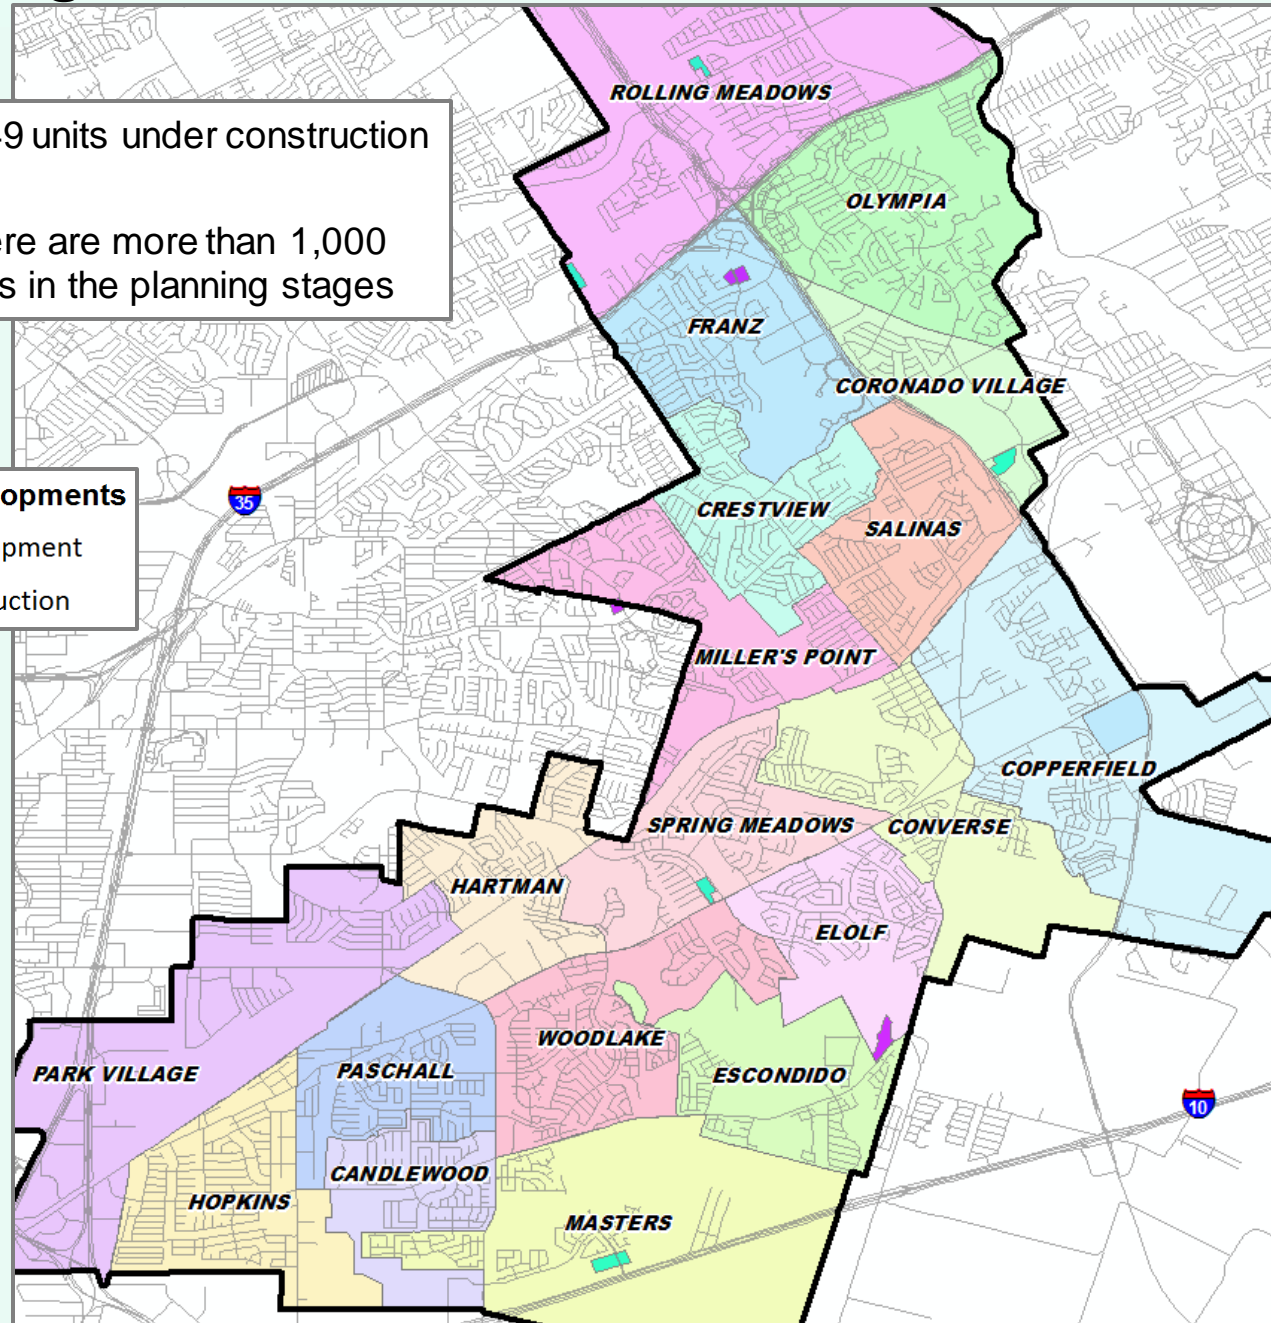 9 units under construction
ere are more than 1,000
s in the planning stages
opments
pment
uction
35
10
ROLLING MEADOWS
OLYMPIA
FRANZ
CORONADO VILLAGE
CRESTVIEW
SALINAS
MILLER'S POINT
COPPERFIELD
SPRING MEADOWS
CONVERSE
HARTMAN
ELOLF
WOODLAKE
PARK VILLAGE
PASCHALL
ESCONDIDO
CANDLEWOOD
HOPKINS
MASTERS